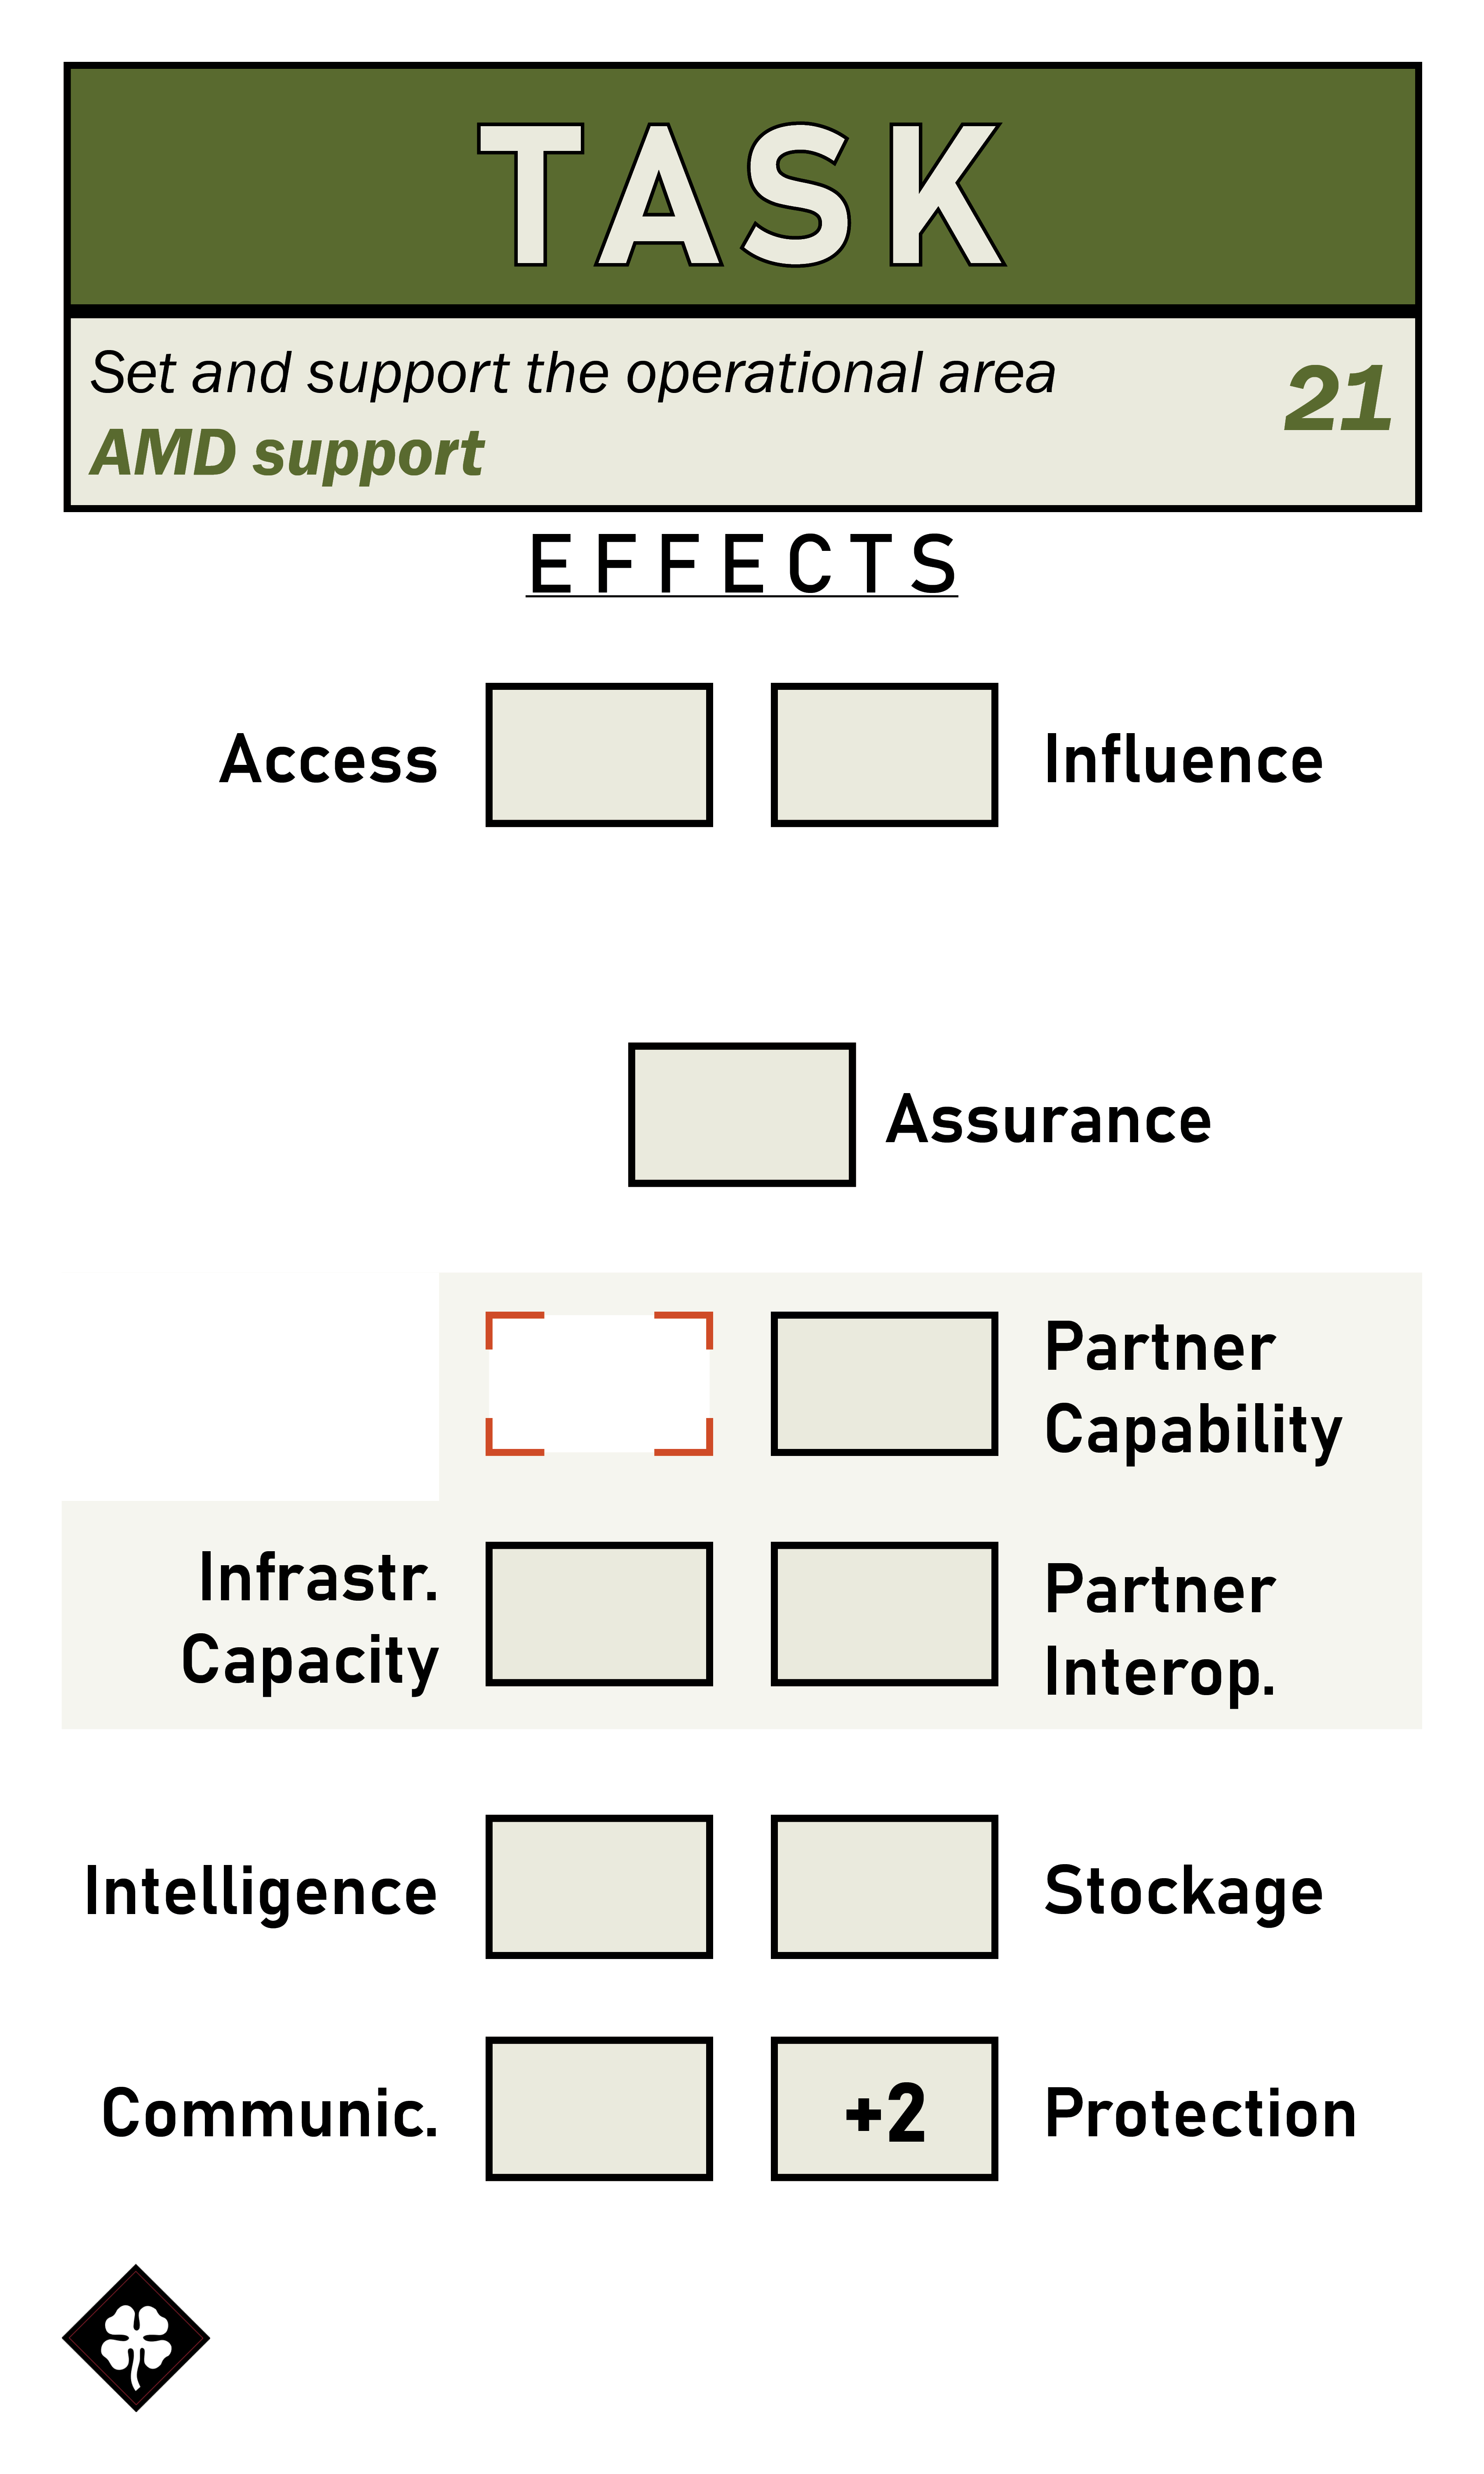 TASK
Set and support the operational area
AMD support
21
EFFECTS
Access
Influence
Assurance
Partner
Capability
Infrastr.
Capacity
Partner
Interop.
Intelligence
Stockage
Communic.
+2
Protection